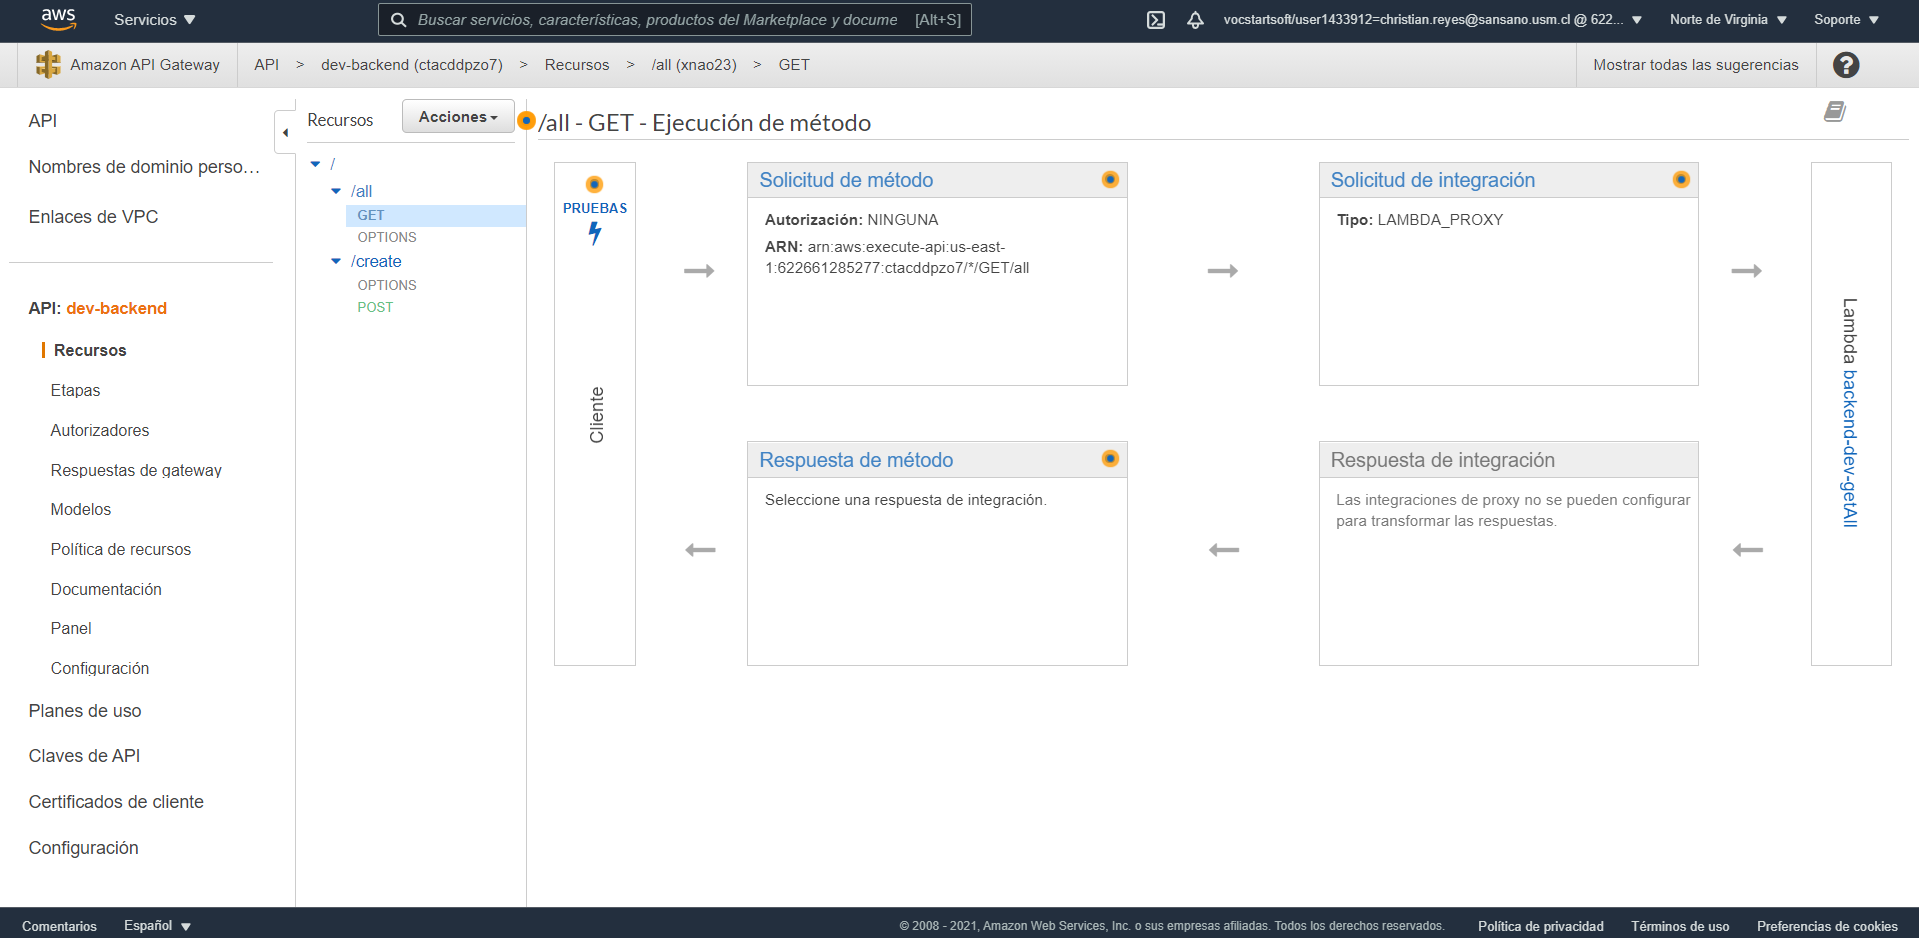 aws
Servicios
Buscar servicios, características, productos del Marketplace y docume [Alt+S]
vocstartsoft/user1433912=christian.reyes@sansano.usm.cl @ 622...
Norte de Virginia
Soporte
Amazon API Gateway
API > dev-backend (ctacddpzo7) > Recursos > /all (xnao23) > GET
Mostrar todas las sugerencias
?
API
Nombres de dominio perso...
Enlaces de VPC
API: dev-backend
Recursos
Etapas
Autorizadores
Respuestas de gateway
Modelos
Política de recursos
Documentación
Panel
Configuración
Planes de uso
Claves de API
Certificados de cliente
Configuración
Recursos
Acciones
/
/all
GET
OPTIONS
/create
OPTIONS
POST
/all - GET - Ejecución de método
PRUEBAS
Cliente
Solicitud de método
Autorización: NINGUNA
ARN: arn:aws:execute-api:us-east-
1:622661285277:ctacddpzo7/*/GET/all
Solicitud de integración
Tipo: LAMBDA_PROXY
Respuesta de método
Seleccione una respuesta de integración.
Respuesta de integración
Las integraciones de proxy no se pueden configurar
para transformar las respuestas.
Lambda backend-dev-getAll
Comentarios
Español
© 2008 - 2021, Amazon Web Services, Inc. o sus empresas afiliadas. Todos los derechos reservados.
Política de privacidad
Términos de uso
Preferencias de cookies